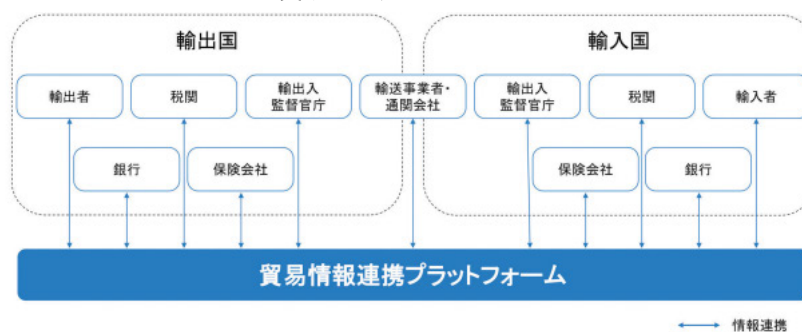 輸出国
輸入国
輸出者
税関
輸出入
監督官庁
輸送事業者・
通関会社
輸出入
監督官庁
税関
輸入者
銀行
保険会社
保険会社
銀行
貿易情報連携プラットフォーム
情報連携